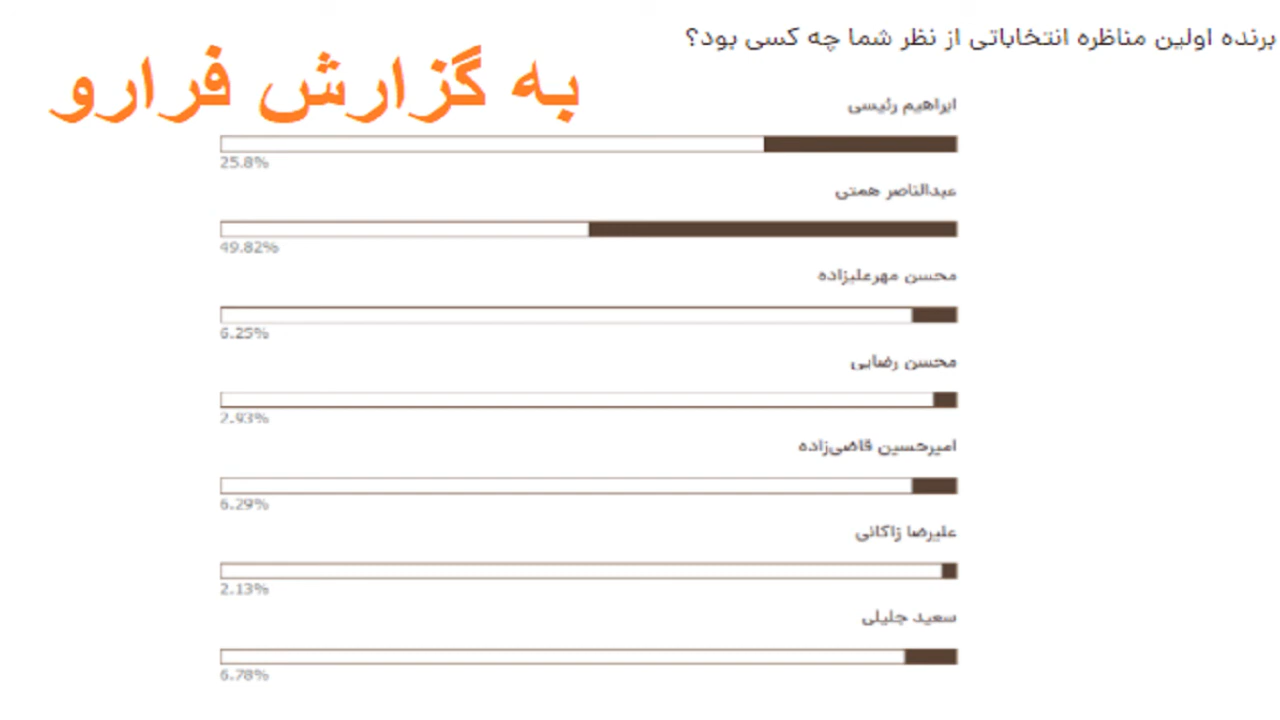 برنده اولین مناظره انتخاباتی از نظر شما چه کسی بود؟
به گزارش فرارو
ابراهیم رئیسی
25.8%
عبدالناصر همتی
49.82%
محسن مهرعلیزاده
6.25%
محسن رضایی
2.93%
امیرحسین قاضی‌زاده
6.29%
علیرضا زاکانی
2.13%
سعید جلیلی
6.78%